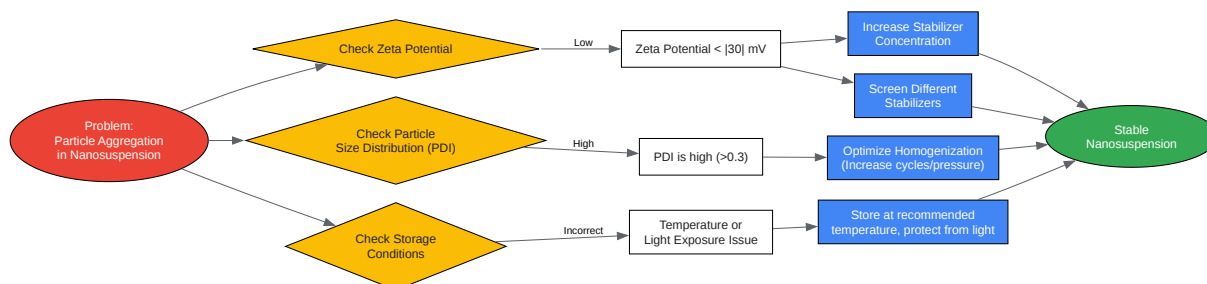 Problem:
Particle Aggregation
in Nanosuspension
Check Zeta Potential
Low
Zeta Potential < |30| mV
Increase Stabilizer
Concentration
Screen Different
Stabilizers
Check Particle
Size Distribution (PDI)
High
PDI is high (>0.3)
Optimize Homogenization
(Increase cycles/pressure)
Check Storage
Conditions
Incorrect
Temperature or
Light Exposure Issue
Store at recommended
temperature, protect from light
Stable
Nanosuspension